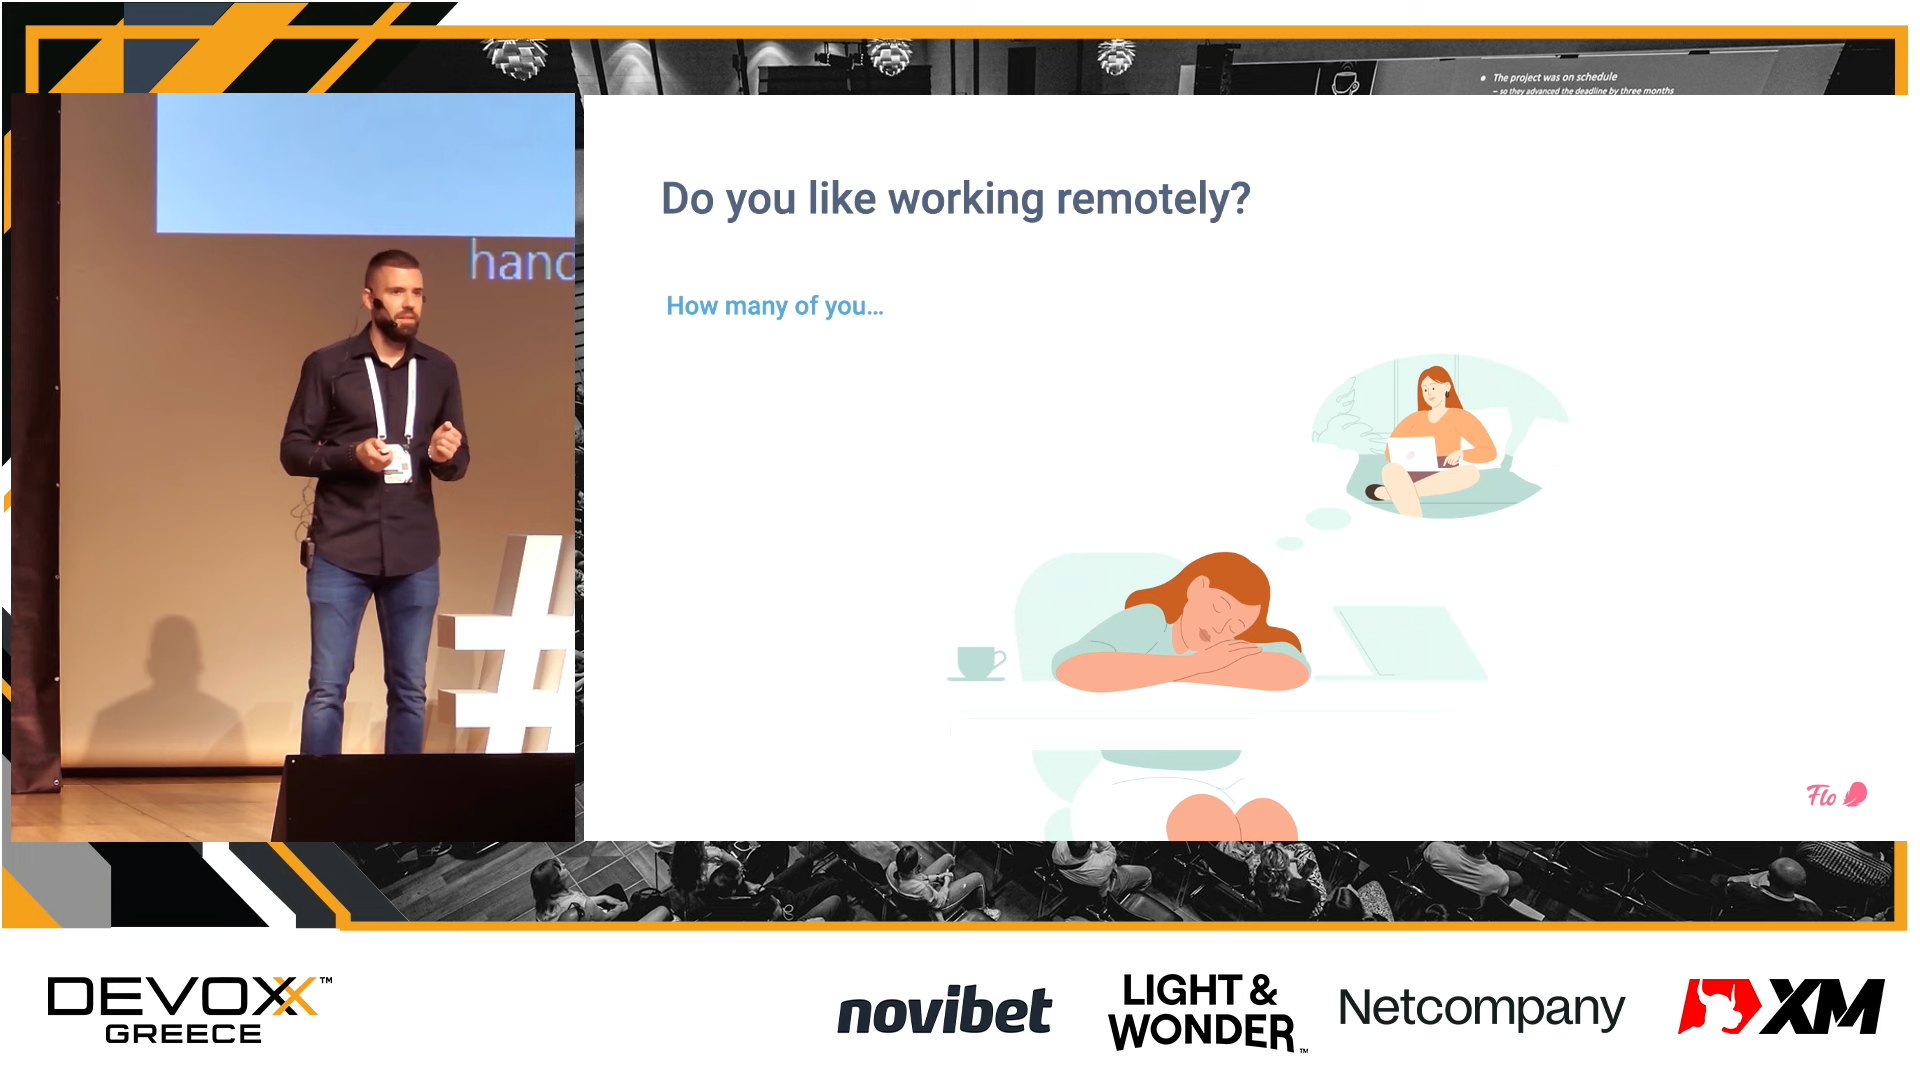 The project was on schedule
– so they advanced the deadline by three months
hand
#
Do you like working remotely?
How many of you...
Flo
DEVOXX™
GREECE
novibet
LIGHT &
WONDER™
Netcompany
XM